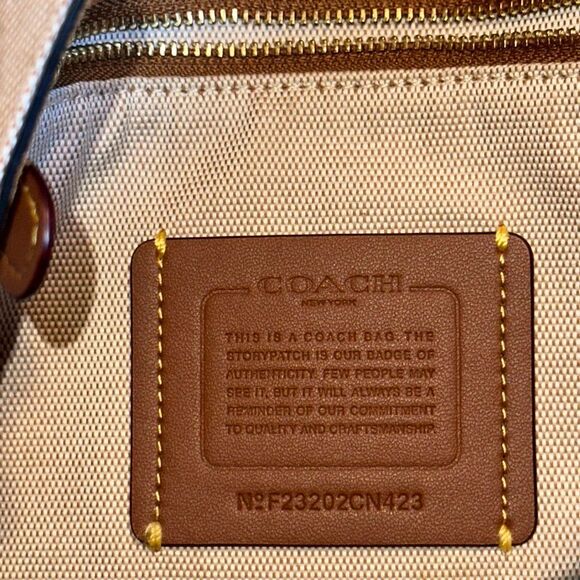 COACH
NEW YORK
THIS IS A COACH BAG. THE
STORYPATCH IS OUR BADGE OF
AUTHENTICITY. FEW PEOPLE MAY
SEE IT, BUT IT WILL ALWAYS BE A
REMINDER OF OUR COMMITMENT
TO QUALITY AND CRAFTSMANSHIP.
NºF23202CN423